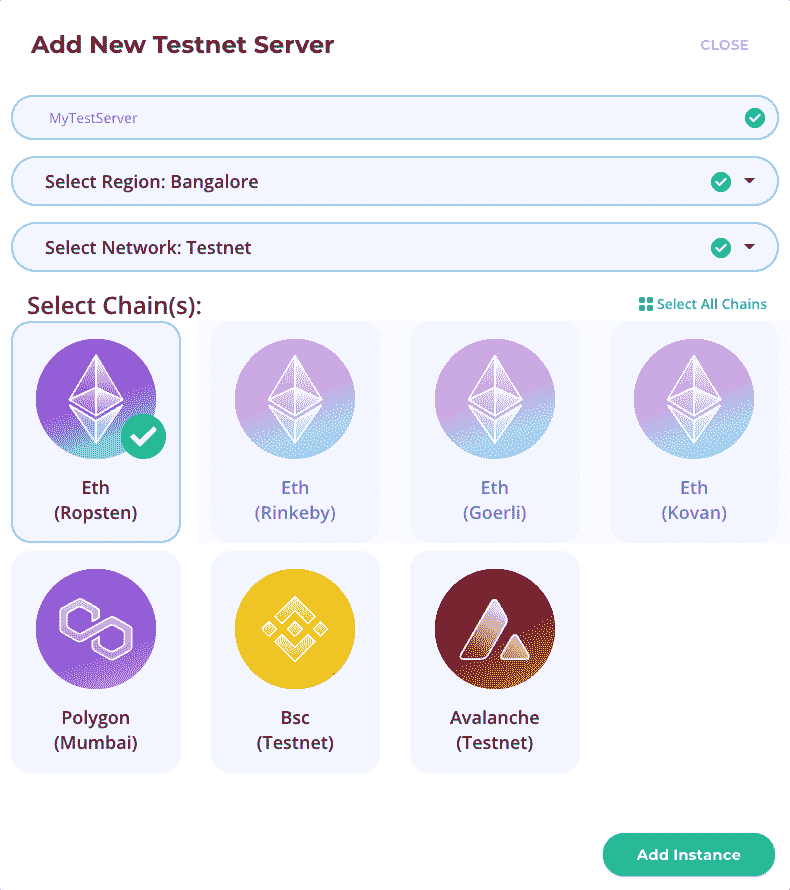 Add New Testnet Server
CLOSE
MyTestServer
Select Region: Bangalore
Select Network: Testnet
Select Chain(s):
Select All Chains
Eth
(Ropsten)
Eth
(Rinkeby)
Eth
(Goerli)
Eth
(Kovan)
Polygon
(Mumbai)
Bsc
(Testnet)
Avalanche
(Testnet)
Add Instance